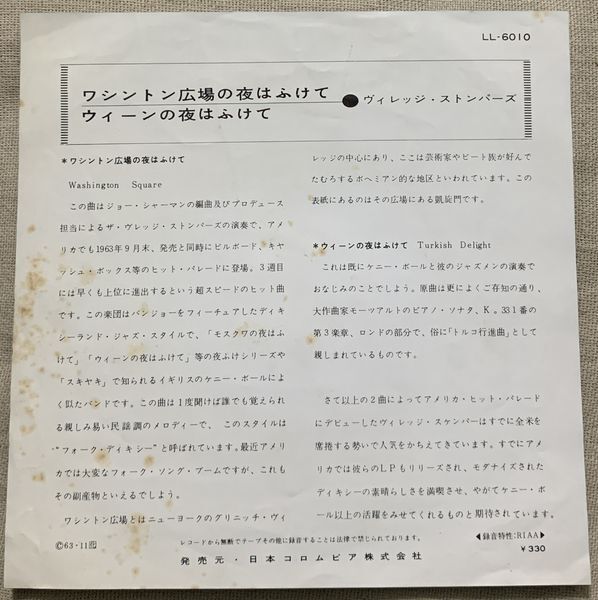 LL-6010
ワシントン広場の夜はふけて
ウィーンの夜はふけて
●ヴィレッジ・ストンパーズ
＊ワシントン広場の夜はふけて
Washington Square
この曲はジョー・シャーマンの編曲及びプロデュース
担当によるザ・ヴレッジ・ストンパーズの演奏で、アメ
リカでも1963年9月末、発売と同時にビルボード、キャ
ッシュ・ボックス等のヒット・パレードに登場。3週目
には早くも上位に進出するという超スピードのヒット曲
です。この楽団はバンジョーをフィーチュアしたディキ
シーランド・ジャズ・スタイルで、「モスクワの夜はふ
けて」「ウィーンの夜はふけて」等の夜ふけシリーズや
「スキヤキ」で知られるイギリスのケニー・ボールによ
く似たバンドです。この曲は1度聞けば誰でも覚えられ
る親しみ易い民謡調のメロディーで、このスタイルは
“フォーク・ディキシー”と呼ばれています。最近アメリ
カでは大変なフォーク・ソング・ブームですが、これも
その副産物といえるでしょう。
ワシントン広場とはニューヨークのグリニッチ・ヴィ
レッジの中心にあり、ここは芸術家やビート族が好んで
たむろするボヘミアン的な地区といわれています。この
表紙にあるのはその広場にある凱旋門です。
＊ウィーンの夜はふけて Turkish Delight
これは既にケニー・ボールと彼のジャズメンの演奏で
おなじみのことでしょう。原曲は更によくご存知の通り、
大作曲家モーツアルトのピアノ・ソナタ、K。331番の
第3楽章、ロンドの部分で、俗に「トルコ行進曲」として
親しまれているものです。
さて以上の2曲によってアメリカ・ヒット・パレード
にデビューしたヴィレッジ・スケンパーはすでに全米を
席捲する勢いで人気をかちえてきています。すでにアメ
リカでは彼らのLPもリリーズされ、モダナイズされた
ディキシーの素晴らしさを満喫させ、やがてケニー・ボ
ール以上の活躍をみせてくれるものと期待されています。
Ⓒ63・11
レコードから無断でテープその他に録音することは法律で禁じられております。
発売元・日本コロムビア株式会社
◀録音特性：RIAA▶
￥330